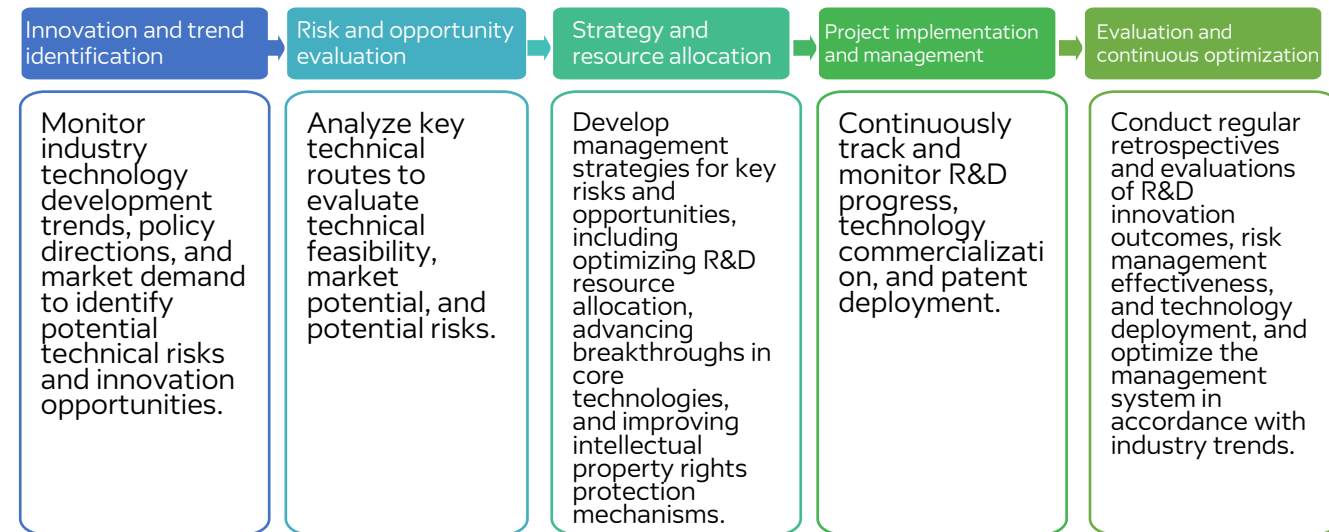 Innovation and trend
identification
Risk and opportunity
evaluation
Strategy and
resource allocation
Project implementation
and management
Evaluation and
continuous optimization
Monitor
industry
technology
development
trends, policy
directions, and
market demand
to identify
potential
technical risks
and innovation
opportunities.
Analyze key
technical
routes to
evaluate
technical
feasibility,
market
potential, and
potential risks.
Develop
management
strategies for key
risks and
opportunities,
including
optimizing R&D
resource
allocation,
advancing
breakthroughs in
core
technologies,
and improving
intellectual
property rights
protection
mechanisms.
Continuously
track and
monitor R&D
progress,
technology
commercializati
on, and patent
deployment.
Conduct regular
retrospectives
and evaluations
of R&D
innovation
outcomes, risk
management
effectiveness,
and technology
deployment, and
optimize the
management
system in
accordance with
industry trends.